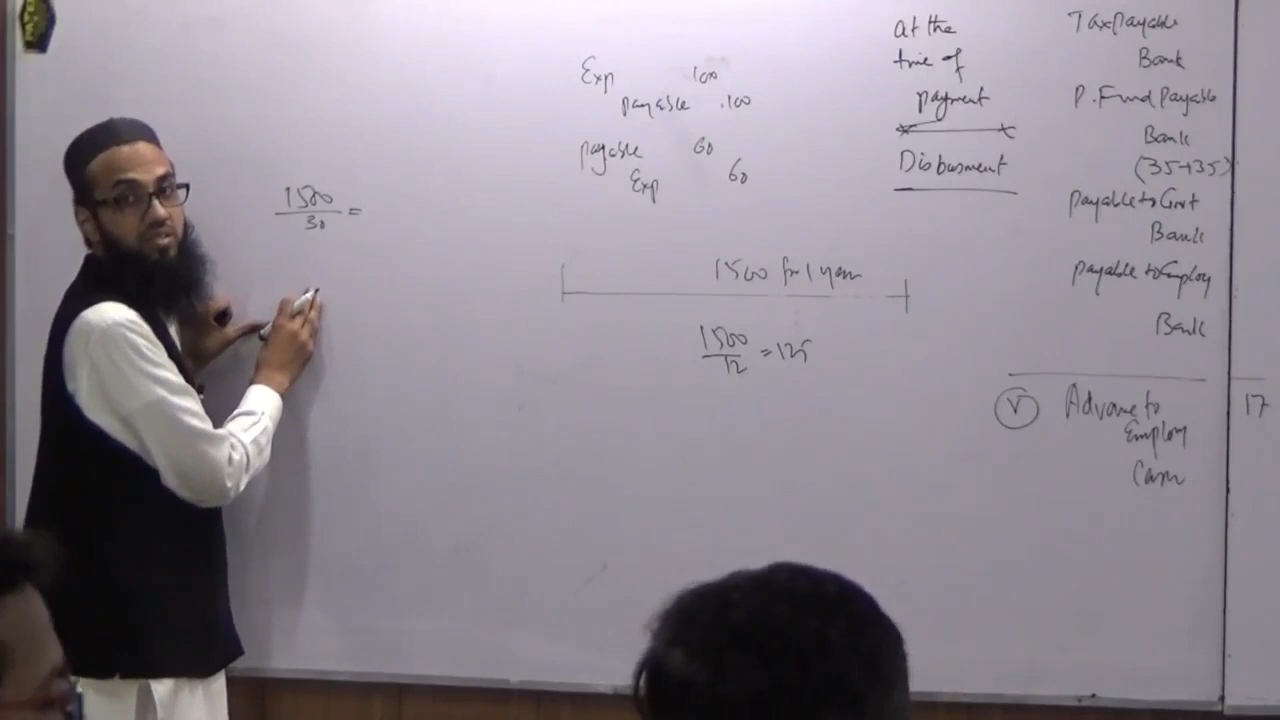 1500
30 =
Exp 100
payable .100
payable 60
Exp 60
1500 for 1 year
1500
12 = 125
at the
time of
payment
Disbusment
Tax payable
Bank
P. Fund Payable
Bank
(35+35)
payable to Govt
Bank
payable to Employ
Bank
V Advance to 17
Employ
Cash